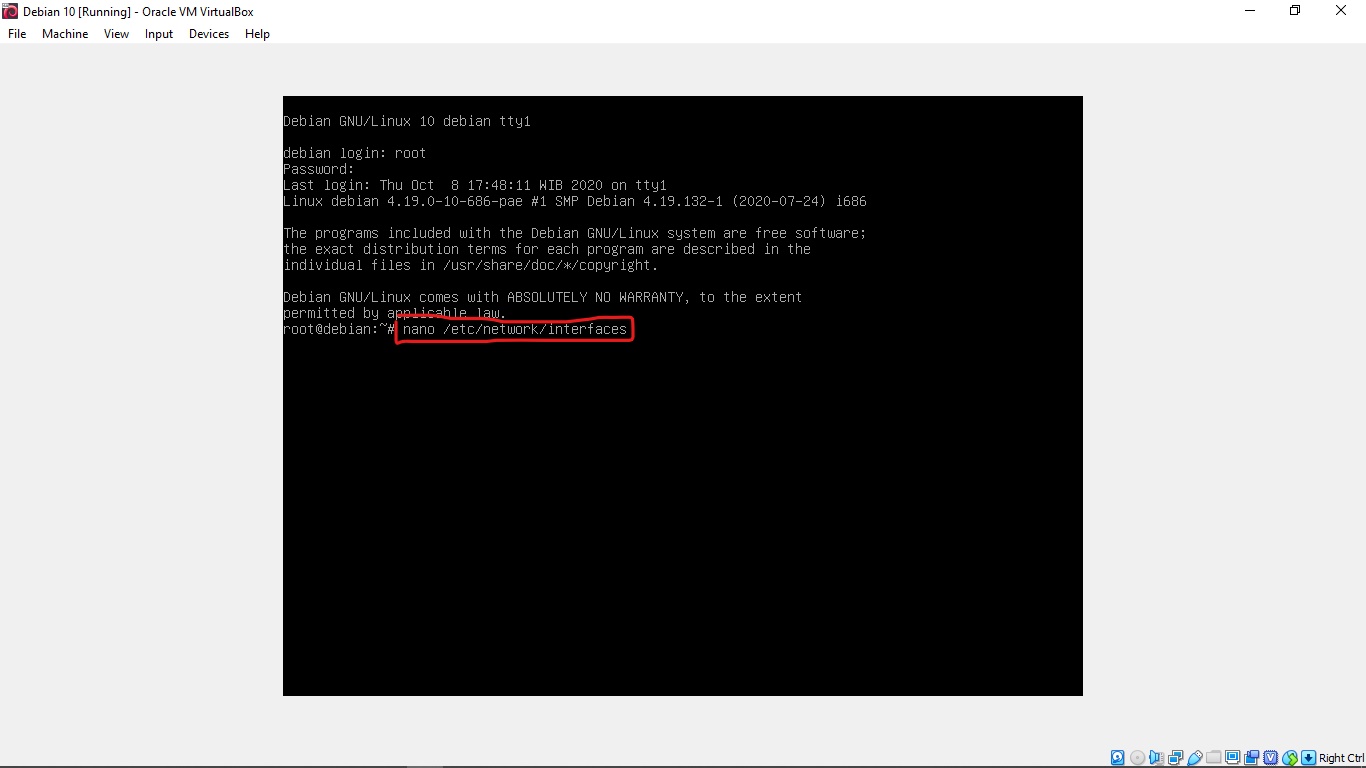 Debian 10 [Running] - Oracle VM VirtualBox
File Machine View Input Devices Help
Debian GNU/Linux 10 debian tty1
debian login: root
Password:
Last login: Thu Oct  8 17:48:11 WIB 2020 on tty1
Linux debian 4.19.0-10-686-pae #1 SMP Debian 4.19.132-1 (2020-07-24) i686
The programs included with the Debian GNU/Linux system are free software;
the exact distribution terms for each program are described in the
individual files in /usr/share/doc/*/copyright.
Debian GNU/Linux comes with ABSOLUTELY NO WARRANTY, to the extent
permitted by applicable law.
root@debian:~# nano /etc/network/interfaces
Right Ctrl